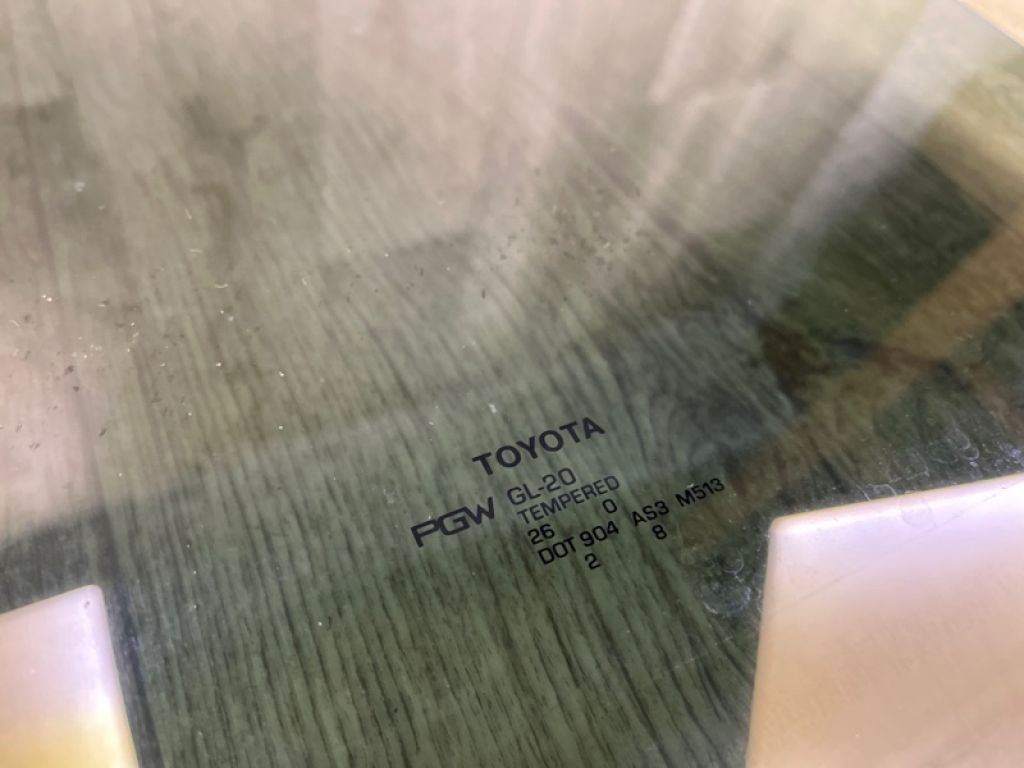 TOYOTA
PGW GL-20
TEMPERED
26 0
DOT 904 AS3 M513
2 8